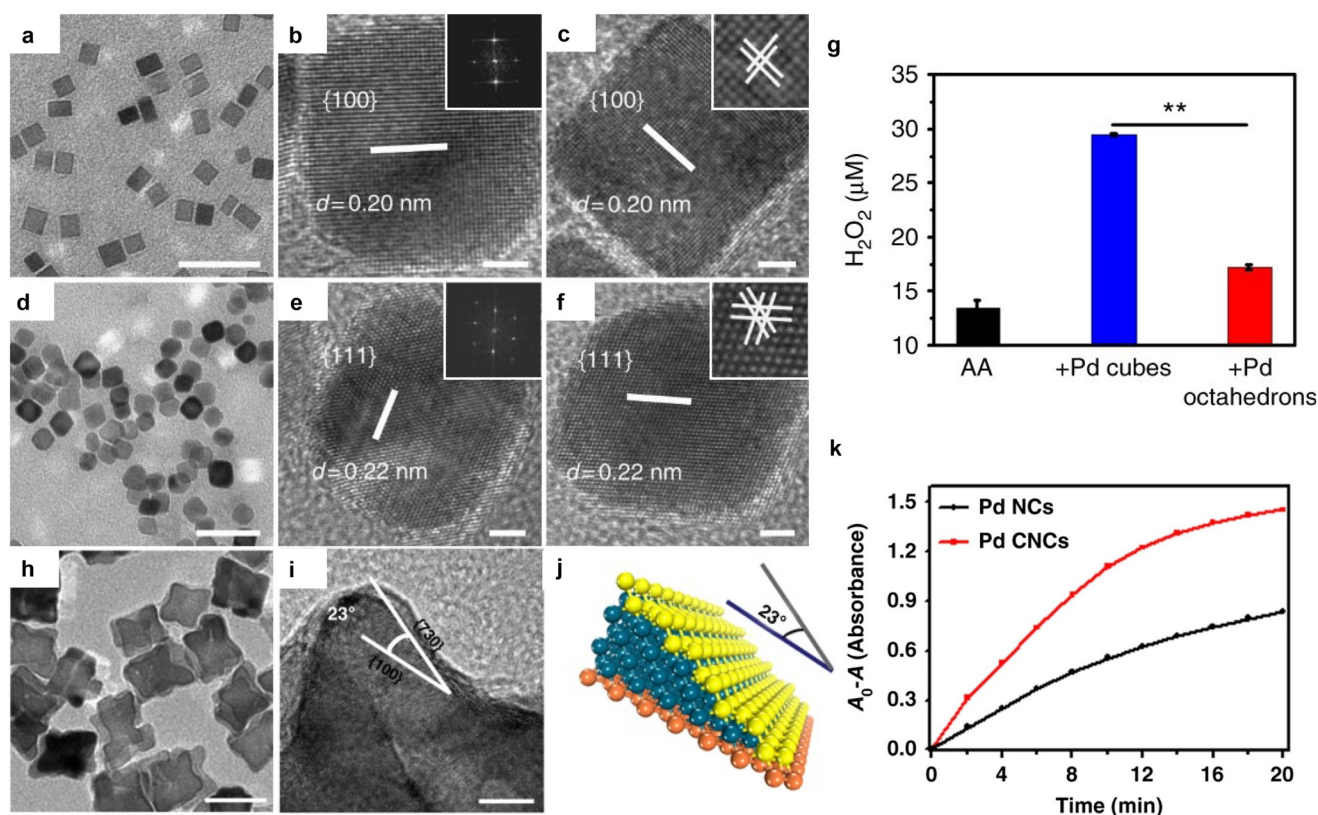 a
b
{100}
d = 0.20 nm
c
{100}
d = 0.20 nm
d
e
{111}
d = 0.22 nm
f
{111}
d = 0.22 nm
g
35
30
25
20
15
10
H₂O₂ (μM)
**
AA
+Pd cubes
+Pd
octahedrons
h
i
23°
{730}
{100}
j
23°
k
1.5
1.2
0.9
0.6
0.3
0.0
A₀-A (Absorbance)
Pd NCs
Pd CNCs
0
4
8
12
16
20
Time (min)